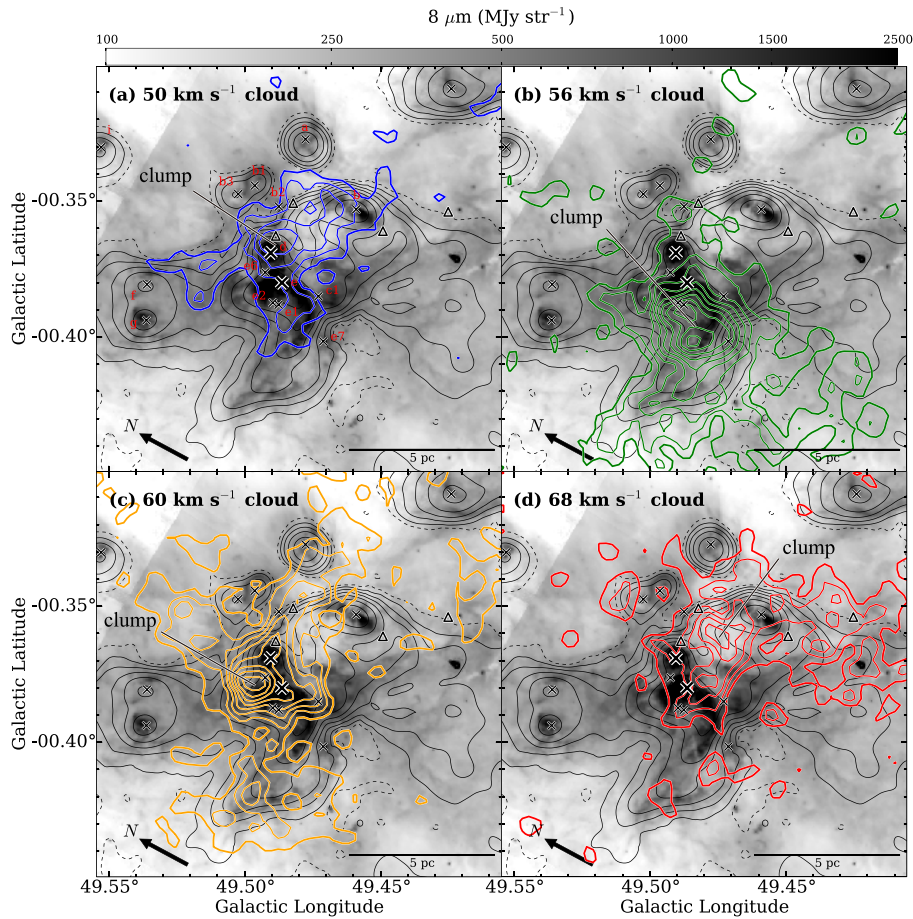 8 μm (MJy str⁻¹)
100 250 500 1000 1500 2500
(a) 50 km s⁻¹ cloud
(b) 56 km s⁻¹ cloud
clump
clump
b3
b2
f
N
5 pc
N
5 pc
(c) 60 km s⁻¹ cloud
(d) 68 km s⁻¹ cloud
clump
clump
N
5 pc
N
5 pc
Galactic Latitude
-00.35°
-00.40°
Galactic Latitude
-00.35°
-00.40°
49.55 49.50 49.45
49.50 49.45
Galactic Longitude
Galactic Longitude